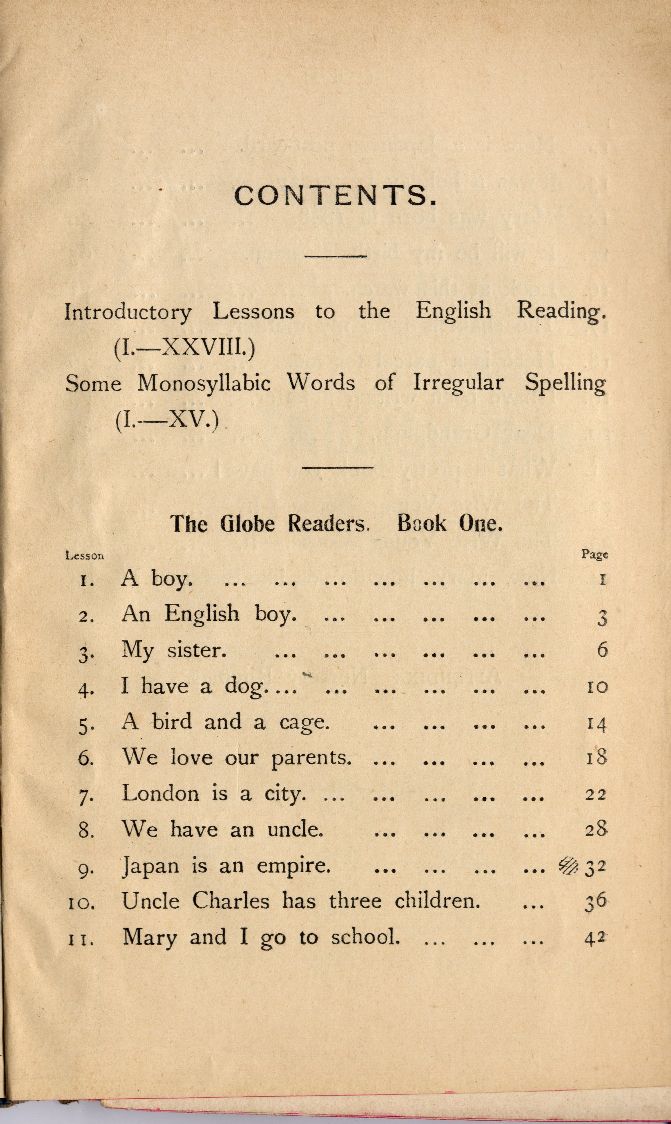 CONTENTS.
Introductory Lessons to the English Reading.
(I.—XXVIII.)
Some Monosyllabic Words of Irregular Spelling
(I.—XV.)
The Globe Readers. Book One.
Lesson Page
1. A boy. ... ... ... ... ... ... ... 1
2. An English boy. ... ... ... ... ... 3
3. My sister. ... ... ... ... ... ... 6
4. I have a dog. ... ... ... ... ... ... 10
5. A bird and a cage. ... ... ... ... 14
6. We love our parents. ... ... ... ... 18
7. London is a city. ... ... ... ... ... 22
8. We have an uncle. ... ... ... ... 28
9. Japan is an empire. ... ... ... ... 32
10. Uncle Charles has three children. ... 36
11. Mary and I go to school. ... ... ... 42